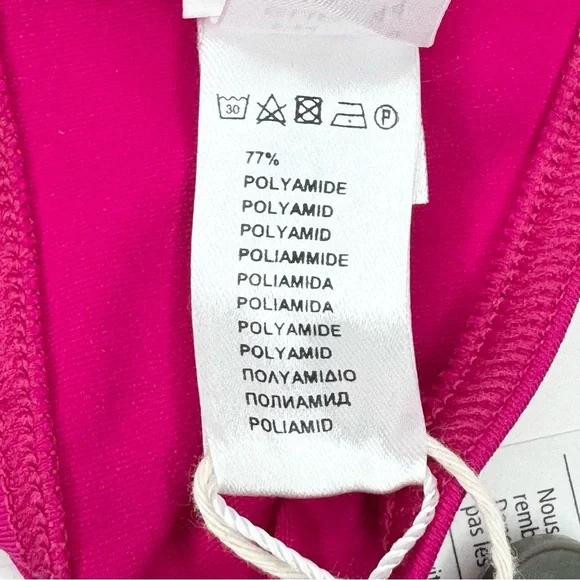 30 P
77%
POLYAMIDE
POLYAMID
POLYAMID
POLIAMMIDE
POLIAMIDA
POLIAMIDA
POLYAMIDE
POLYAMID
ΠΟΛΥΑΜΙΔΙΟ
ПОЛИАМИД
POLIAMID
Nous
remb
pas les